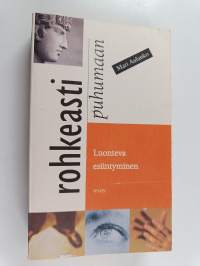 rohkeasti
puhumaan
Mari Aulanko
Luonteva
esiintyminen